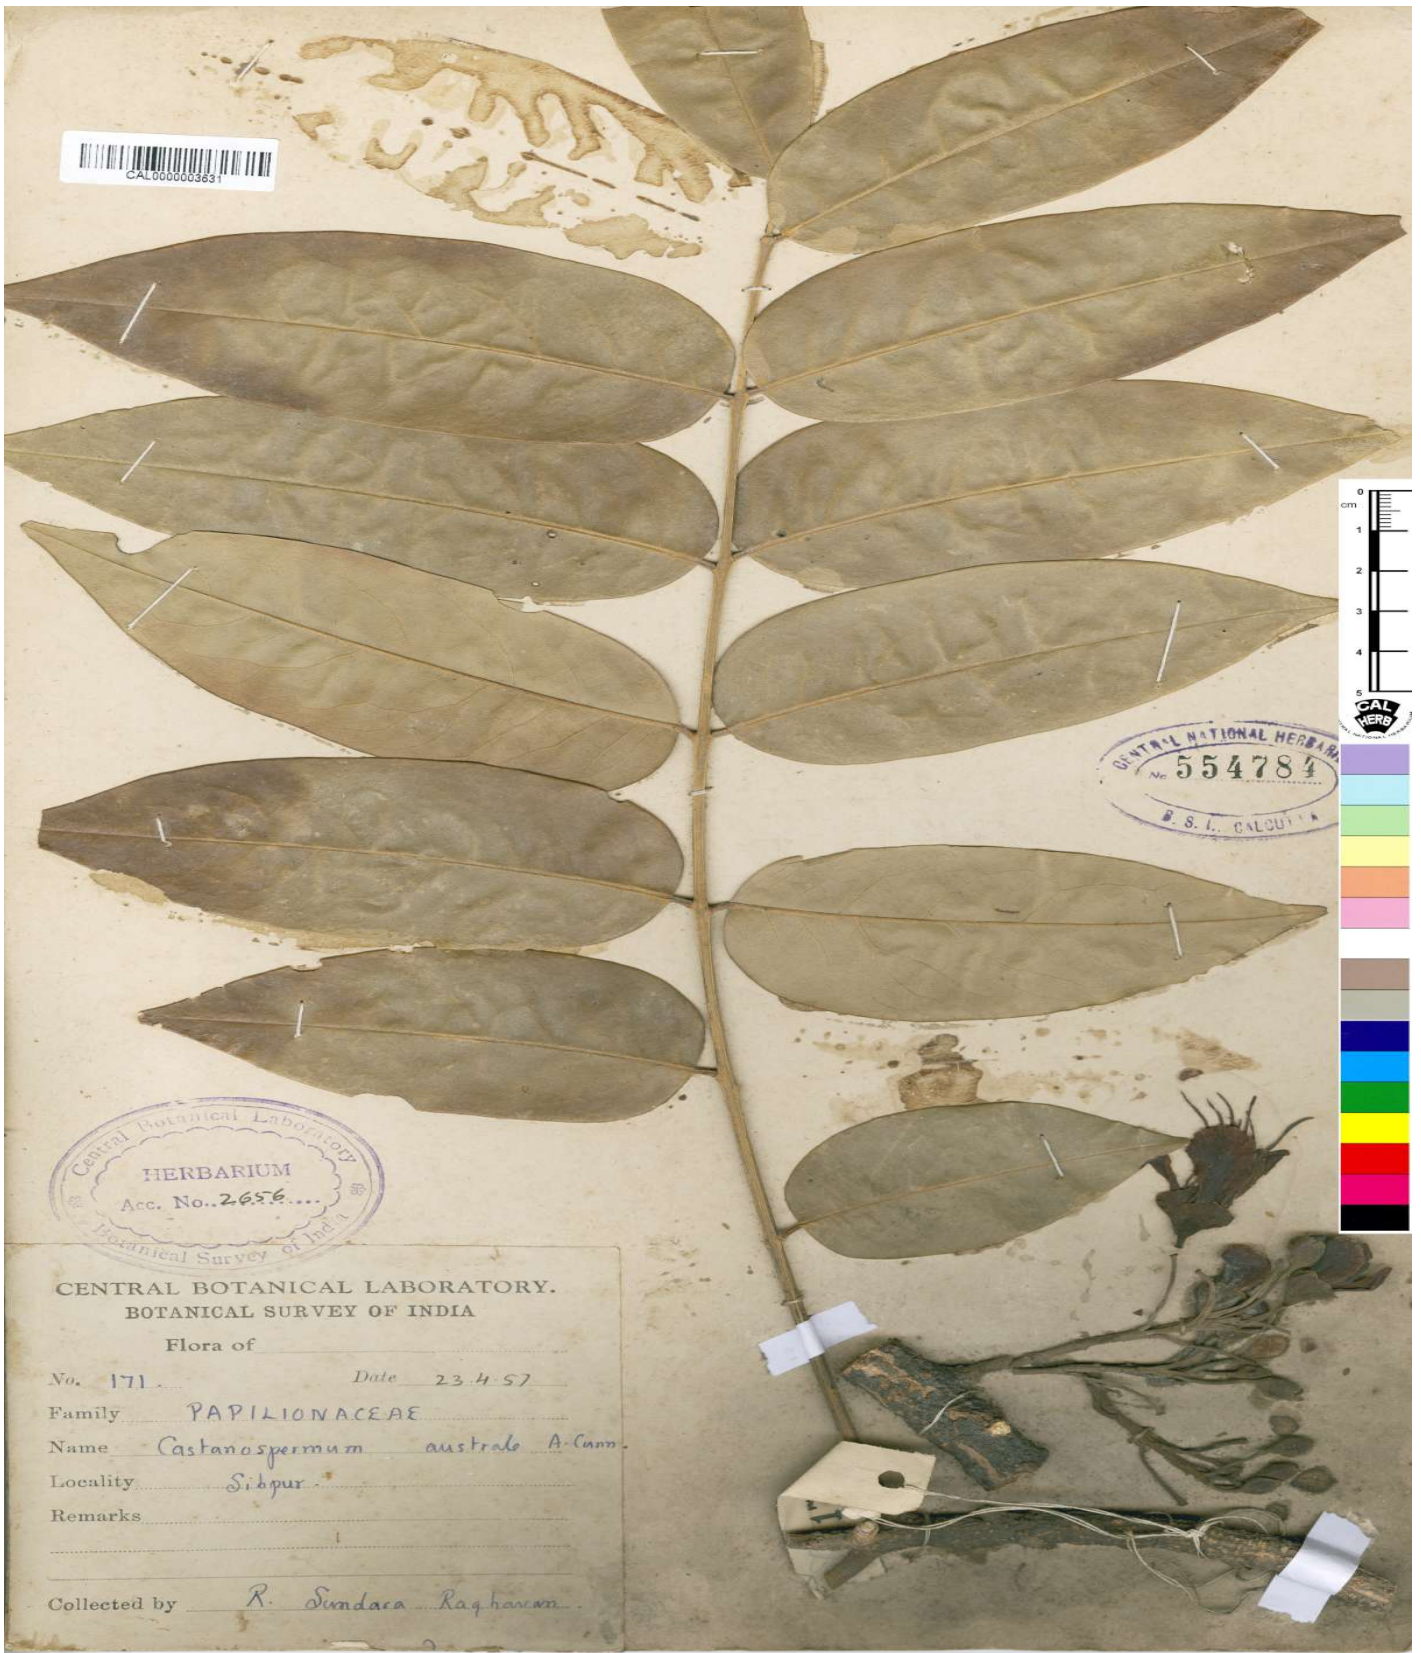 CAL0000003631
0
cm
1
2
3
4
5
CAL
HERB
CENTRAL NATIONAL HERBARI
No 554784
B. S. I., CALCUTTA
Central Botanical Laboratory
HERBARIUM
Acc. No. 2656
Botanical Survey of India
CENTRAL BOTANICAL LABORATORY.
BOTANICAL SURVEY OF INDIA
Flora of
No. 171. Date 23.4.57
Family PAPILIONACEAE
Name Castanospermum australe A. Cunn.
Locality Sibpur.
Remarks
Collected by R. Sundara Raghavan.